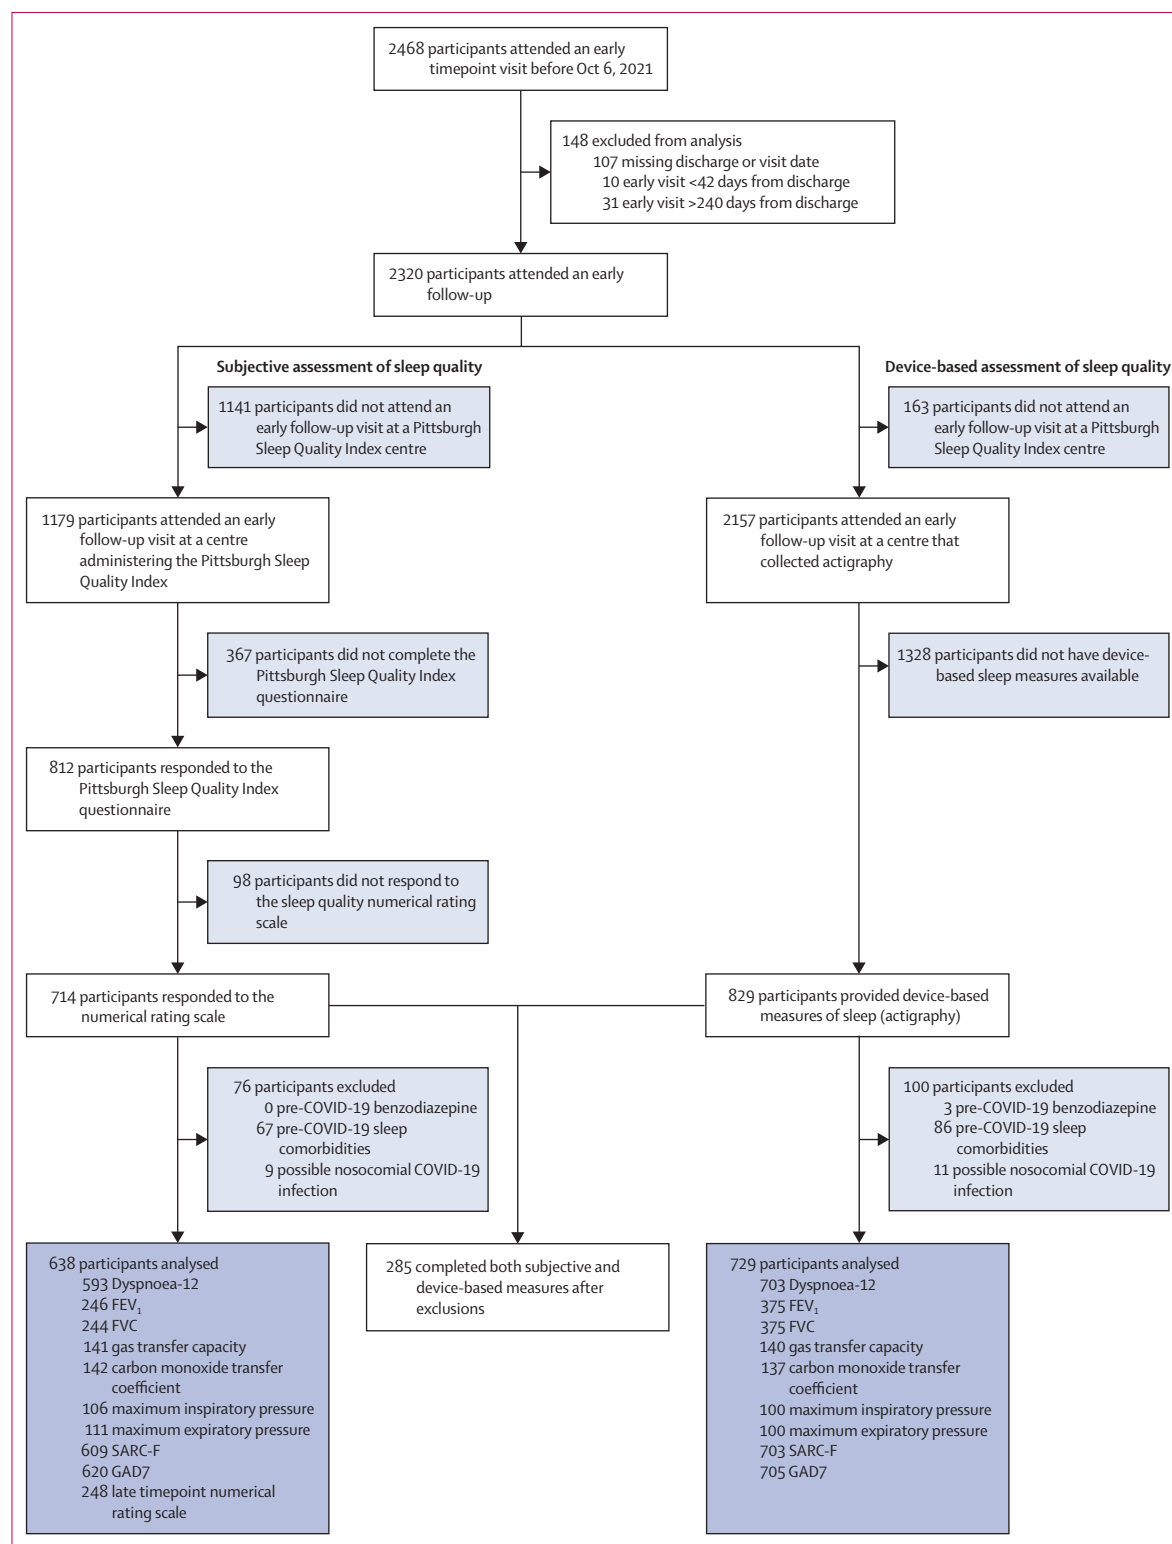 2468 participants attended an early
timepoint visit before Oct 6, 2021
148 excluded from analysis
107 missing discharge or visit date
10 early visit <42 days from discharge
31 early visit >240 days from discharge
2320 participants attended an early
follow-up
Subjective assessment of sleep quality
Device-based assessment of sleep quality
1141 participants did not attend an
early follow-up visit at a Pittsburgh
Sleep Quality Index centre
163 participants did not attend an
early follow-up visit at a Pittsburgh
Sleep Quality Index centre
1179 participants attended an early
follow-up visit at a centre
administering the Pittsburgh Sleep
Quality Index
2157 participants attended an early
follow-up visit at a centre that
collected actigraphy
367 participants did not complete the
Pittsburgh Sleep Quality Index
questionnaire
1328 participants did not have device-
based sleep measures available
812 participants responded to the
Pittsburgh Sleep Quality Index
questionnaire
98 participants did not respond to
the sleep quality numerical rating
scale
714 participants responded to the
numerical rating scale
829 participants provided device-based
measures of sleep (actigraphy)
76 participants excluded
0 pre-COVID-19 benzodiazepine
67 pre-COVID-19 sleep
comorbidities
9 possible nosocomial COVID-19
infection
100 participants excluded
3 pre-COVID-19 benzodiazepine
86 pre-COVID-19 sleep
comorbidities
11 possible nosocomial COVID-19
infection
638 participants analysed
593 Dyspnoea-12
246 FEV₁
244 FVC
141 gas transfer capacity
142 carbon monoxide transfer
coefficient
106 maximum inspiratory pressure
111 maximum expiratory pressure
609 SARC-F
620 GAD7
248 late timepoint numerical
rating scale
285 completed both subjective and
device-based measures after
exclusions
729 participants analysed
703 Dyspnoea-12
375 FEV₁
375 FVC
140 gas transfer capacity
137 carbon monoxide transfer
coefficient
100 maximum inspiratory pressure
100 maximum expiratory pressure
703 SARC-F
705 GAD7